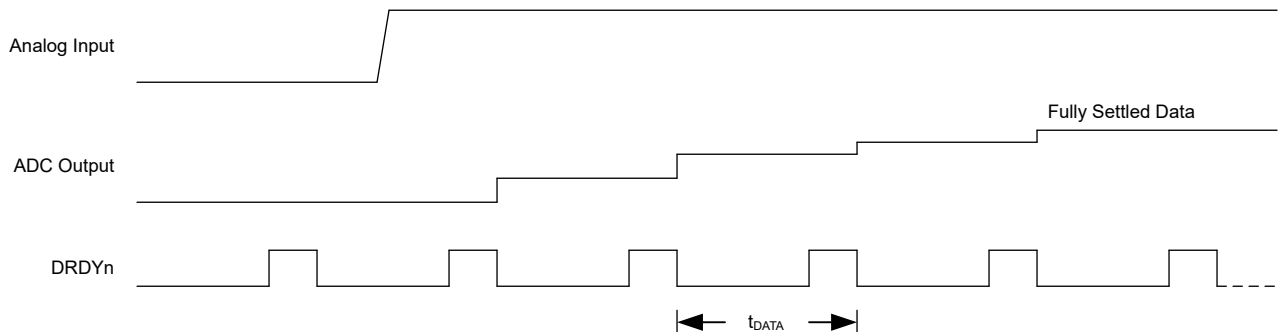 Analog Input
Fully Settled Data
ADC Output
DRDYn
tDATA